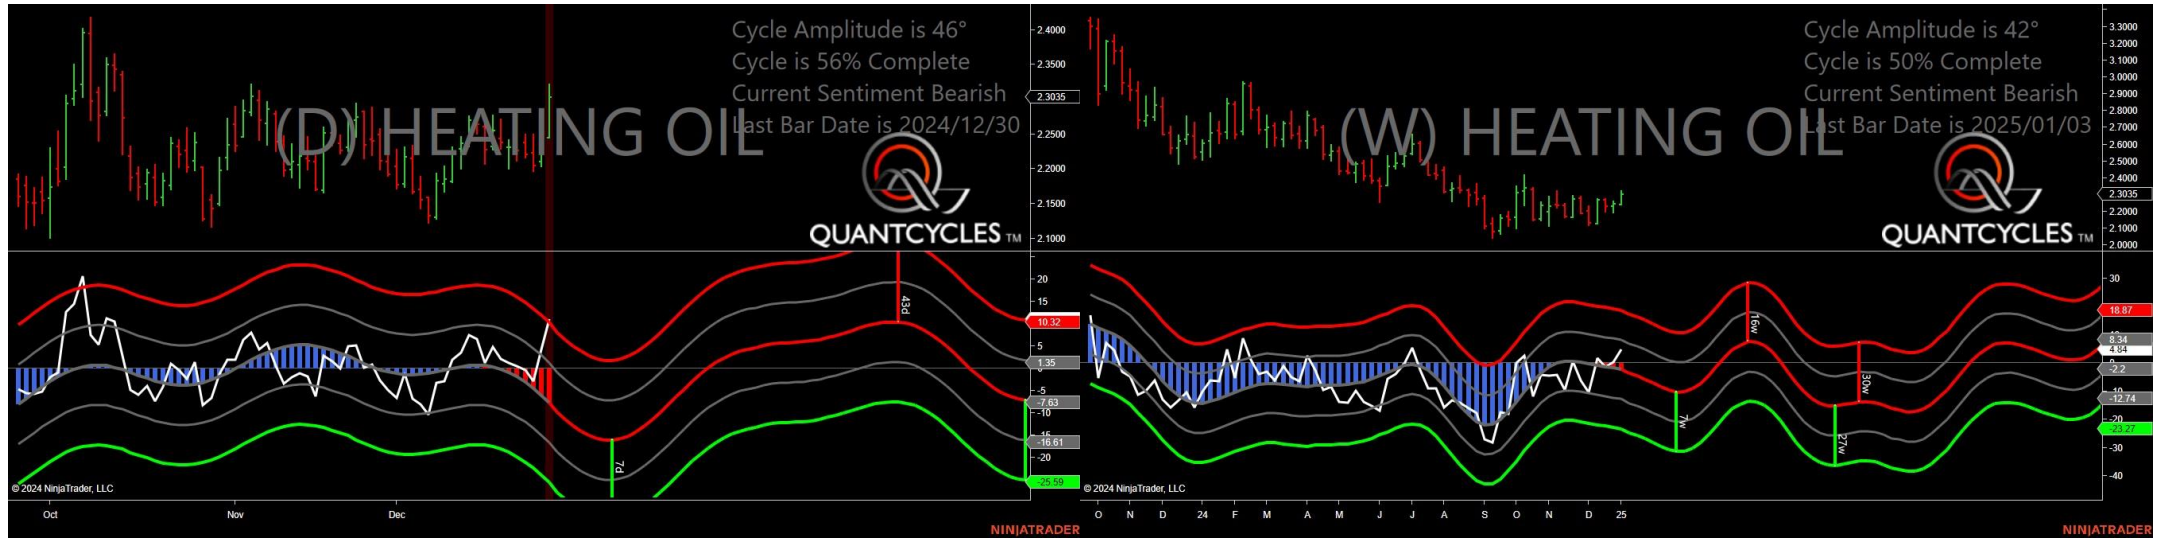 Cycle Amplitude is 46°
Cycle is 56% Complete
Current Sentiment Bearish
Last Bar Date is 2024/12/30
(D) HEATING OIL
QUANTCYCLES TM
2.4000
2.3500
2.3035
2.2500
2.2000
2.1500
2.1000
20
15
10.32
5
1.35
-5
-7.63
-10
-15
-16.61
-20
-25.59
43d
7d
© 2024 NinjaTrader, LLC
Oct
Nov
Dec
NINJATRADER
Cycle Amplitude is 42°
Cycle is 50% Complete
Current Sentiment Bearish
Last Bar Date is 2025/01/03
(W) HEATING OIL
QUANTCYCLES TM
3.3000
3.2000
3.1000
3.0000
2.9000
2.8000
2.7000
2.6000
2.5000
2.4000
2.3035
2.2000
2.1000
2.0000
30
18.87
8.34
4.84
-2.2
-12.74
-20
-23.27
-30
-40
16w
30w
7w
27w
© 2024 NinjaTrader, LLC
O N D 24 F M A M J J A S O N D 25
NINJATRADER